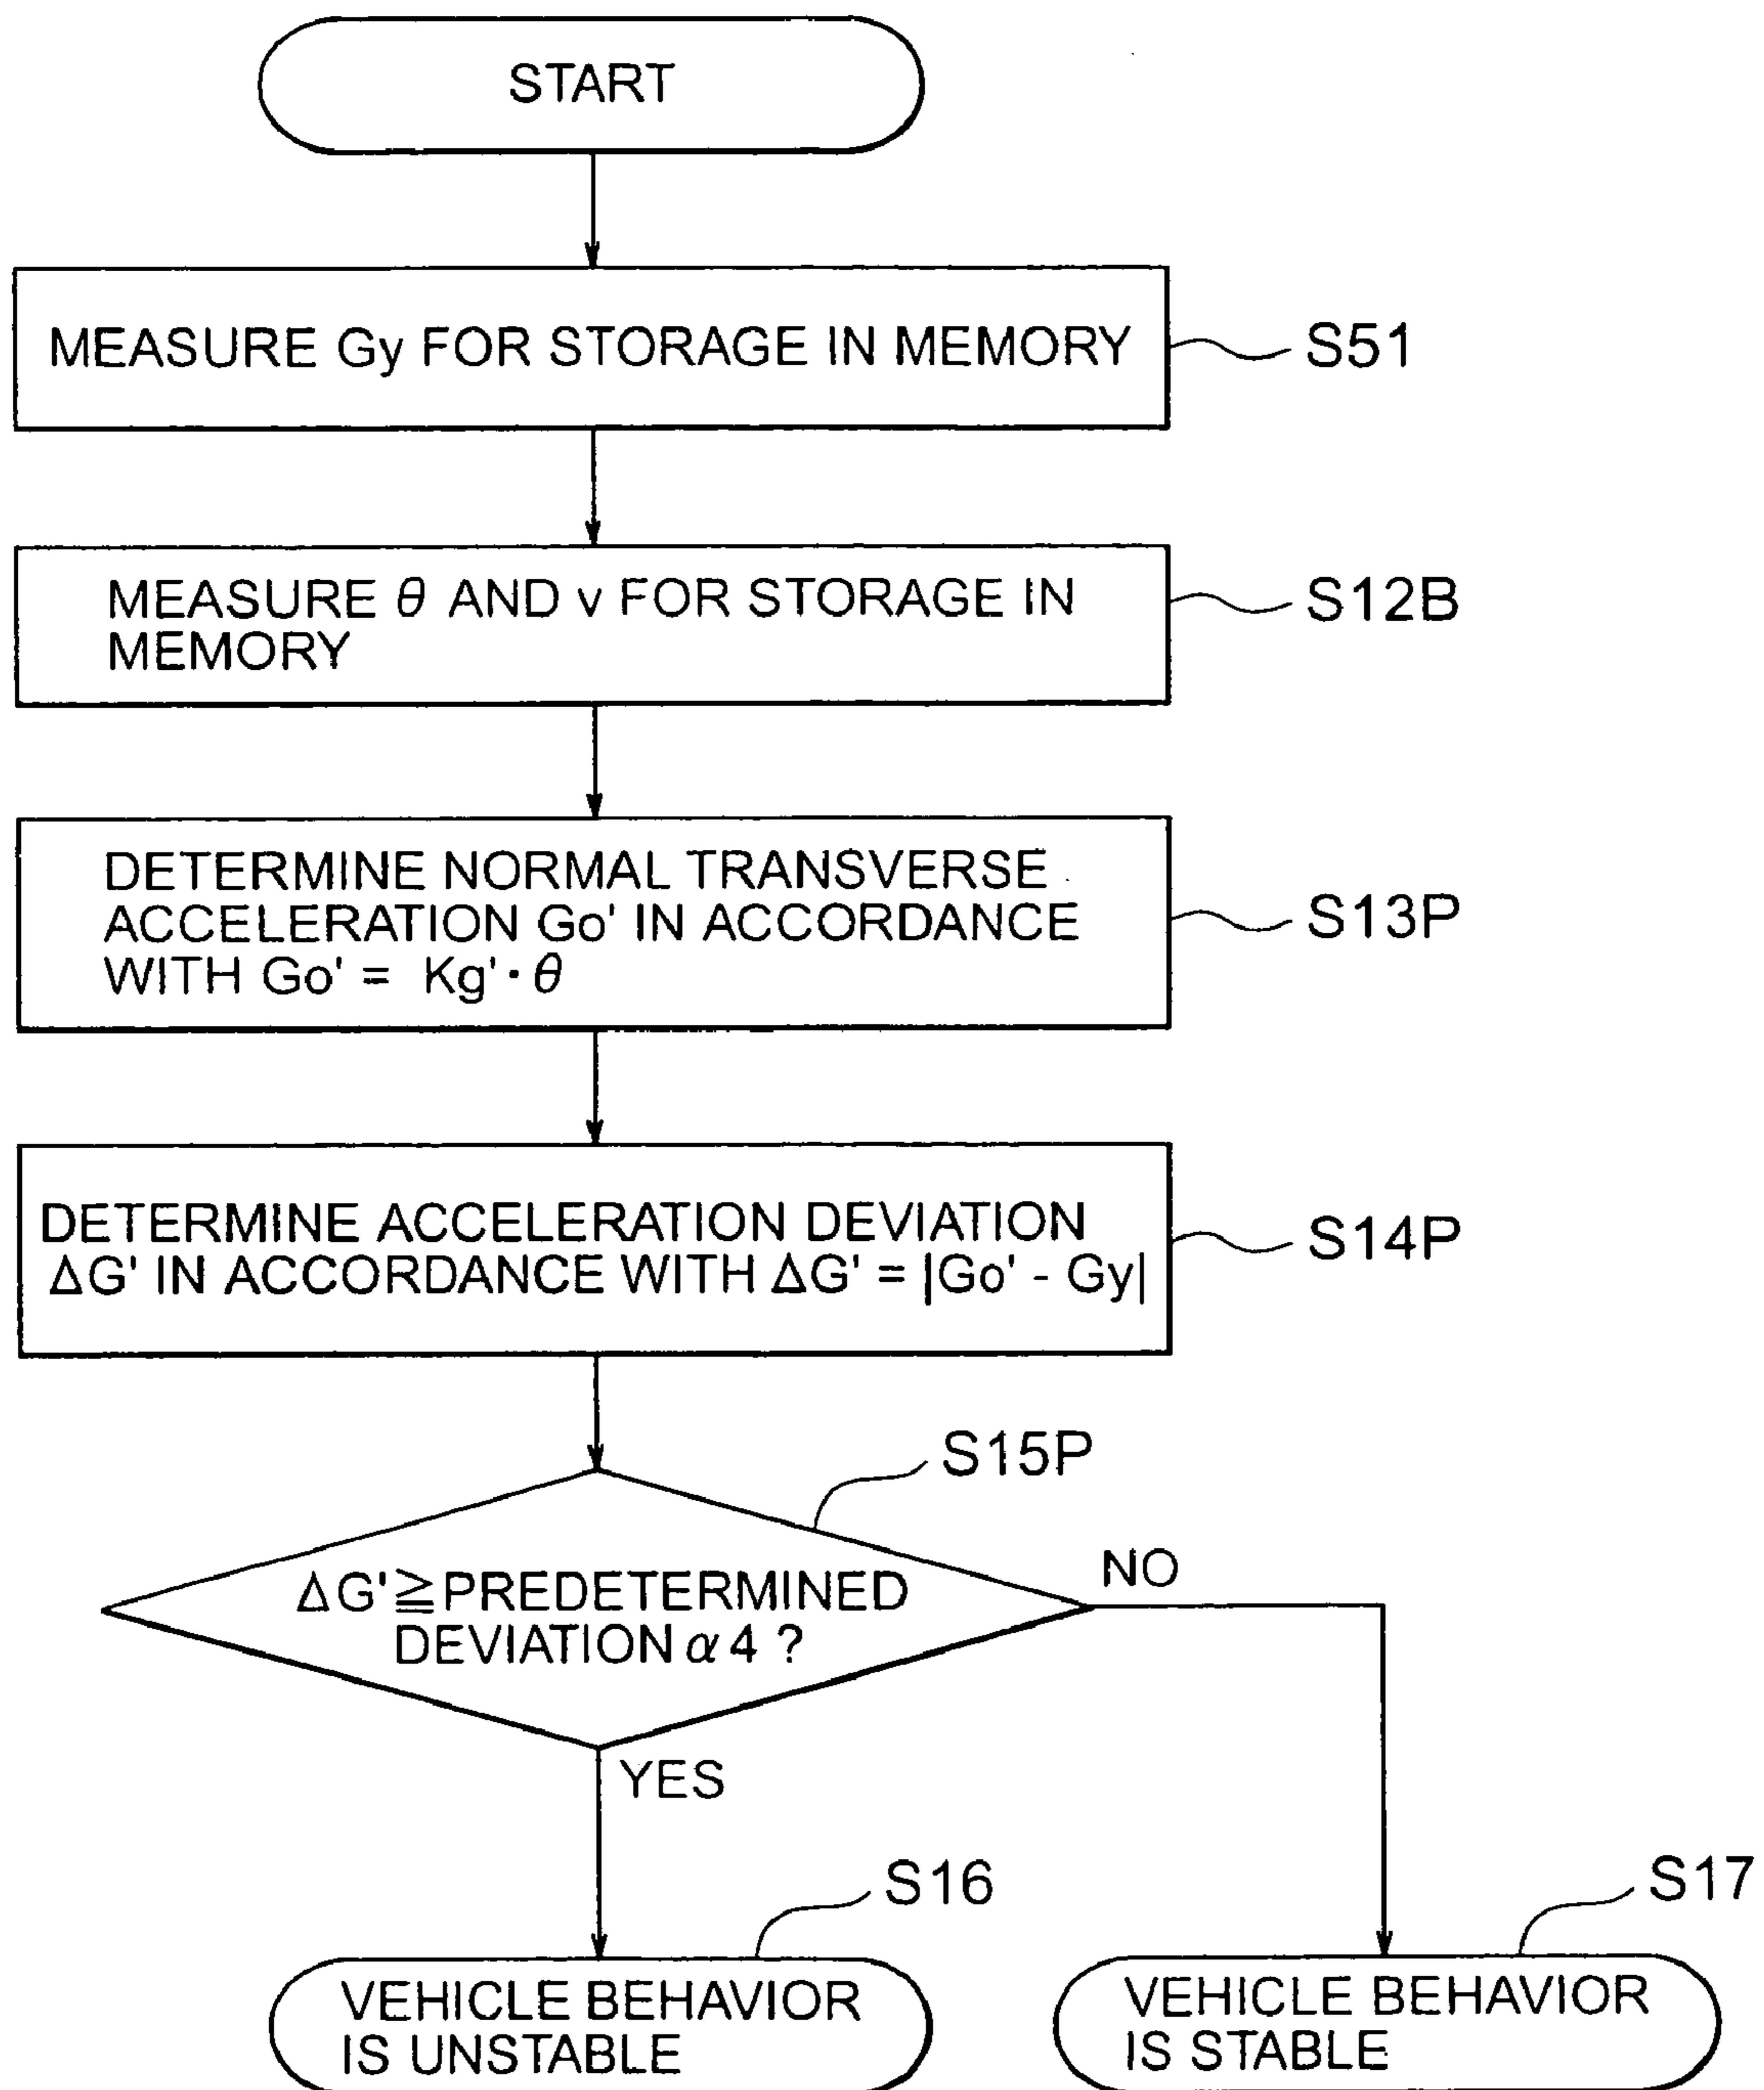 START
MEASURE Gy FOR STORAGE IN MEMORY
S51
MEASURE θ AND v FOR STORAGE IN
MEMORY
S12B
DETERMINE NORMAL TRANSVERSE
ACCELERATION Go' IN ACCORDANCE
WITH Go' = Kg'·θ
S13P
DETERMINE ACCELERATION DEVIATION
ΔG' IN ACCORDANCE WITH ΔG' = |Go' - Gy|
S14P
S15P
ΔG'≧PREDETERMINED
DEVIATION α4 ?
NO
YES
S16
VEHICLE BEHAVIOR
IS UNSTABLE
S17
VEHICLE BEHAVIOR
IS STABLE